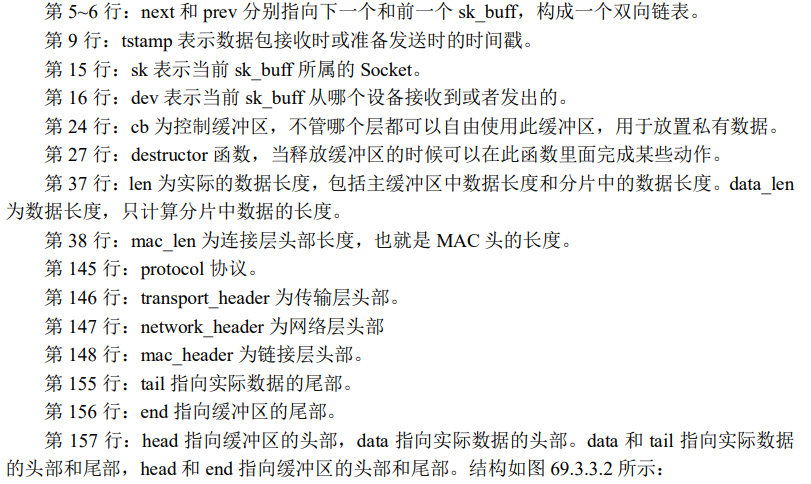 第 5~6 行：next 和 prev 分别指向下一个和前一个 sk_buff，构成一个双向链表。
第 9 行：tstamp 表示数据包接收时或准备发送时的时间戳。
第 15 行：sk 表示当前 sk_buff 所属的 Socket。
第 16 行：dev 表示当前 sk_buff 从哪个设备接收到或者发出的。
第 24 行：cb 为控制缓冲区，不管哪个层都可以自由使用此缓冲区，用于放置私有数据。
第 27 行：destructor 函数，当释放缓冲区的时候可以在此函数里面完成某些动作。
第 37 行：len 为实际的数据长度，包括主缓冲区中数据长度和分片中的数据长度。data_len
为数据长度，只计算分片中数据的长度。
第 38 行：mac_len 为连接层头部长度，也就是 MAC 头的长度。
第 145 行：protocol 协议。
第 146 行：transport_header 为传输层头部。
第 147 行：network_header 为网络层头部
第 148 行：mac_header 为链接层头部。
第 155 行：tail 指向实际数据的尾部。
第 156 行：end 指向缓冲区的尾部。
第 157 行：head 指向缓冲区的头部，data 指向实际数据的头部。data 和 tail 指向实际数据
的头部和尾部，head 和 end 指向缓冲区的头部和尾部。结构如图 69.3.3.2 所示：